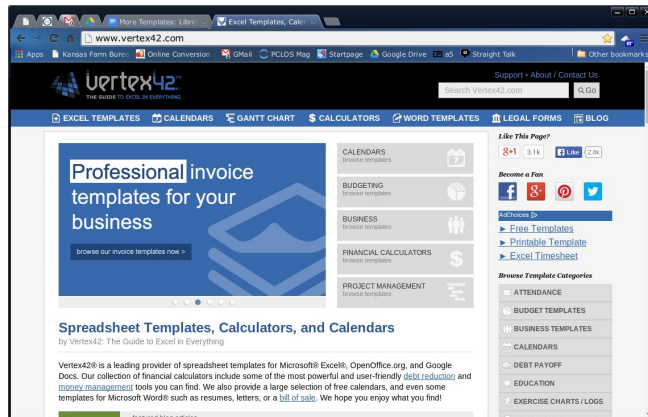 More Templates: Libre
Vertex42: Excel Templates, Caler
www.vertex42.com
Apps Kansas Farm Bureau Online Conversion GMail PCLOS Mag Startpage Google Drive a5 Straight Talk Other bookmarks
vertex42
THE GUIDE TO EXCEL IN EVERYTHING
Support • About / Contact Us
Search Vertex42.com Go
EXCEL TEMPLATES CALENDARS GANTT CHART $ CALCULATORS WORD TEMPLATES LEGAL FORMS BLOG
Professional invoice
templates for your
business
browse our invoice templates now >
CALENDARS
browse templates
7
BUDGETING
browse templates
BUSINESS
browse templates
FINANCIAL CALCULATORS
browse templates
$
PROJECT MANAGEMENT
browse templates
Like This Page?
g+1 3.1k f Like 2.8k
Become a Fan
AdChoices
► Free Templates
► Printable Template
► Excel Timesheet
Browse Template Categories
ATTENDANCE
BUDGET TEMPLATES
BUSINESS TEMPLATES
CALENDARS
DEBT PAYOFF
EDUCATION
EXERCISE CHARTS / LOGS
Spreadsheet Templates, Calculators, and Calendars
by Vertex42: The Guide to Excel in Everything
Vertex42® is a leading provider of spreadsheet templates for Microsoft® Excel®, OpenOffice.org, and Google
Docs. Our collection of financial calculators include some of the most powerful and user-friendly debt reduction and
money management tools you can find. We also provide a large selection of free calendars, and even some
templates for Microsoft Word® such as resumes, letters, or a bill of sale. We hope you enjoy what you find!
featured blog articles